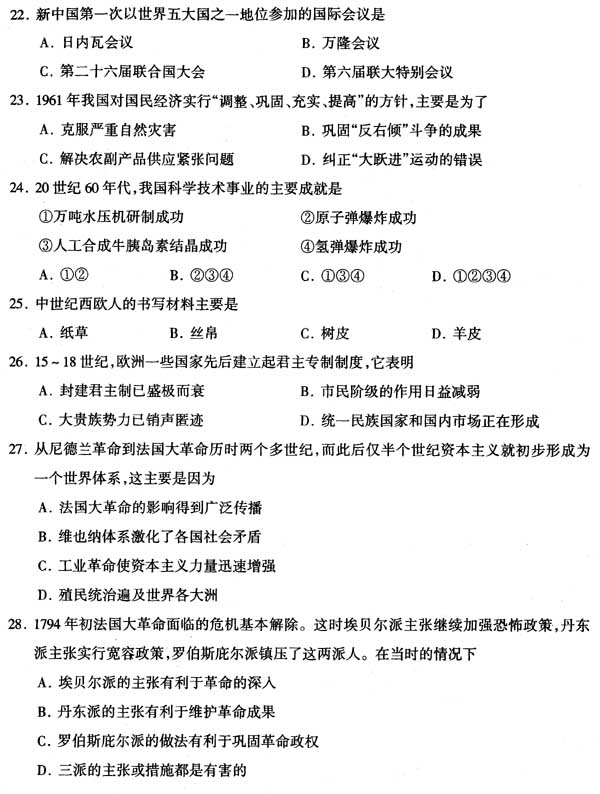 22. 新中国第一次以世界五大国之一地位参加的国际会议是
A. 日内瓦会议 B. 万隆会议
C. 第二十六届联合国大会 D. 第六届联大特别会议
23. 1961年我国对国民经济实行“调整、巩固、充实、提高”的方针,主要是为了
A. 克服严重自然灾害 B. 巩固“反右倾”斗争的成果
C. 解决农副产品供应紧张问题 D. 纠正“大跃进”运动的错误
24. 20世纪60年代,我国科学技术事业的主要成就是
①万吨水压机研制成功 ②原子弹爆炸成功
③人工合成牛胰岛素结晶成功 ④氢弹爆炸成功
A. ①② B. ②③④ C. ①③④ D. ①②③④
25. 中世纪西欧人的书写材料主要是
A. 纸草 B. 丝帛 C. 树皮 D. 羊皮
26. 15~18世纪,欧洲一些国家先后建立起君主专制制度,它表明
A. 封建君主制已盛极而衰 B. 市民阶级的作用日益减弱
C. 大贵族势力已销声匿迹 D. 统一民族国家和国内市场正在形成
27. 从尼德兰革命到法国大革命历时两个多世纪,而此后仅半个世纪资本主义就初步形成为
一个世界体系,这主要是因为
A. 法国大革命的影响得到广泛传播
B. 维也纳体系激化了各国社会矛盾
C. 工业革命使资本主义力量迅速增强
D. 殖民统治遍及世界各大洲
28. 1794年初法国大革命面临的危机基本解除。这时埃贝尔派主张继续加强恐怖政策,丹东
派主张实行宽容政策,罗伯斯庇尔派镇压了这两派人。在当时的情况下
A. 埃贝尔派的主张有利于革命的深入
B. 丹东派的主张有利于维护革命成果
C. 罗伯斯庇尔派的做法有利于巩固革命政权
D. 三派的主张或措施都是有害的